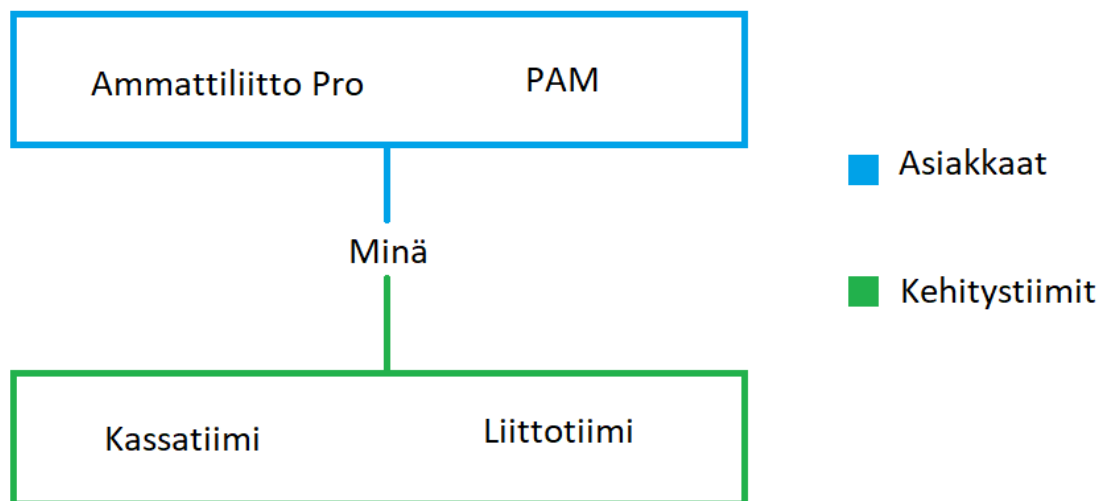 Ammattiliitto Pro
PAM
Asiakkaat
Minä
Kehitystiimit
Kassatiimi
Liittotiimi